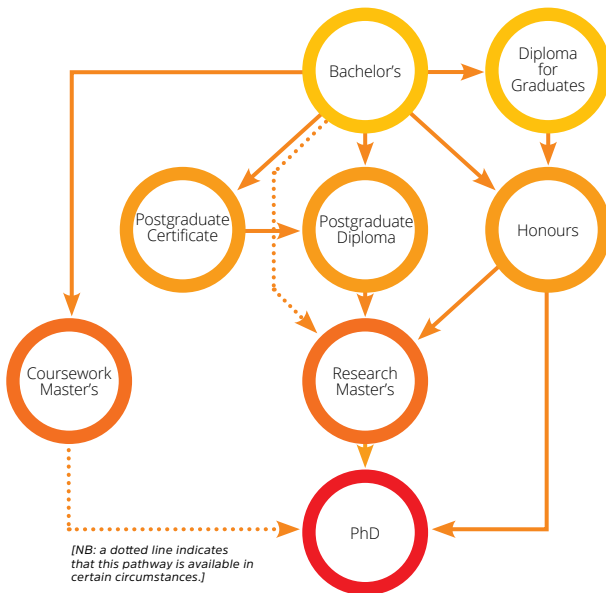 Bachelor's
Diploma
for
Graduates
Postgraduate
Certificate
Postgraduate
Diploma
Honours
Coursework
Master's
Research
Master's
PhD
[NB: a dotted line indicates
that this pathway is available in
certain circumstances.]